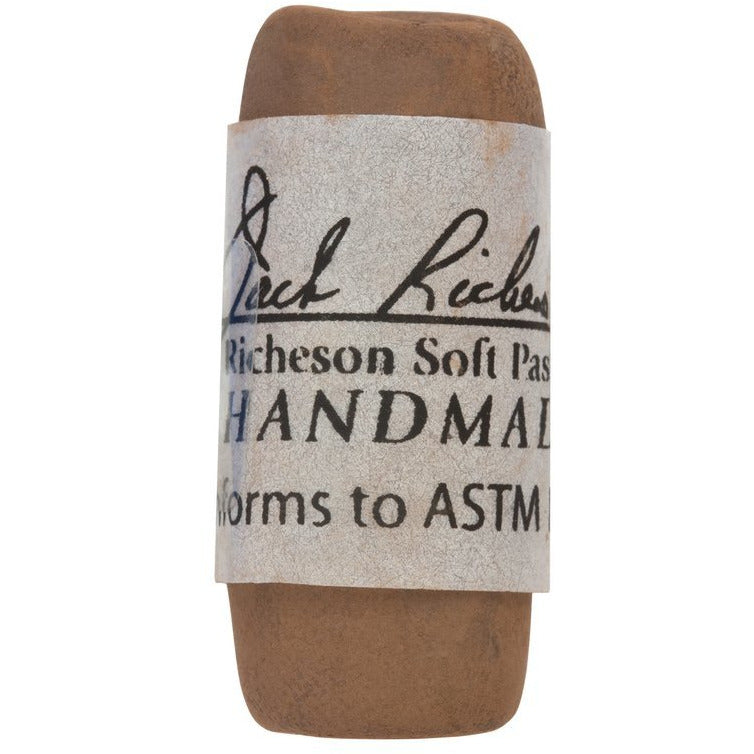 Jack Riches
Richeson Soft Pas
HANDMAD
nforms to ASTM